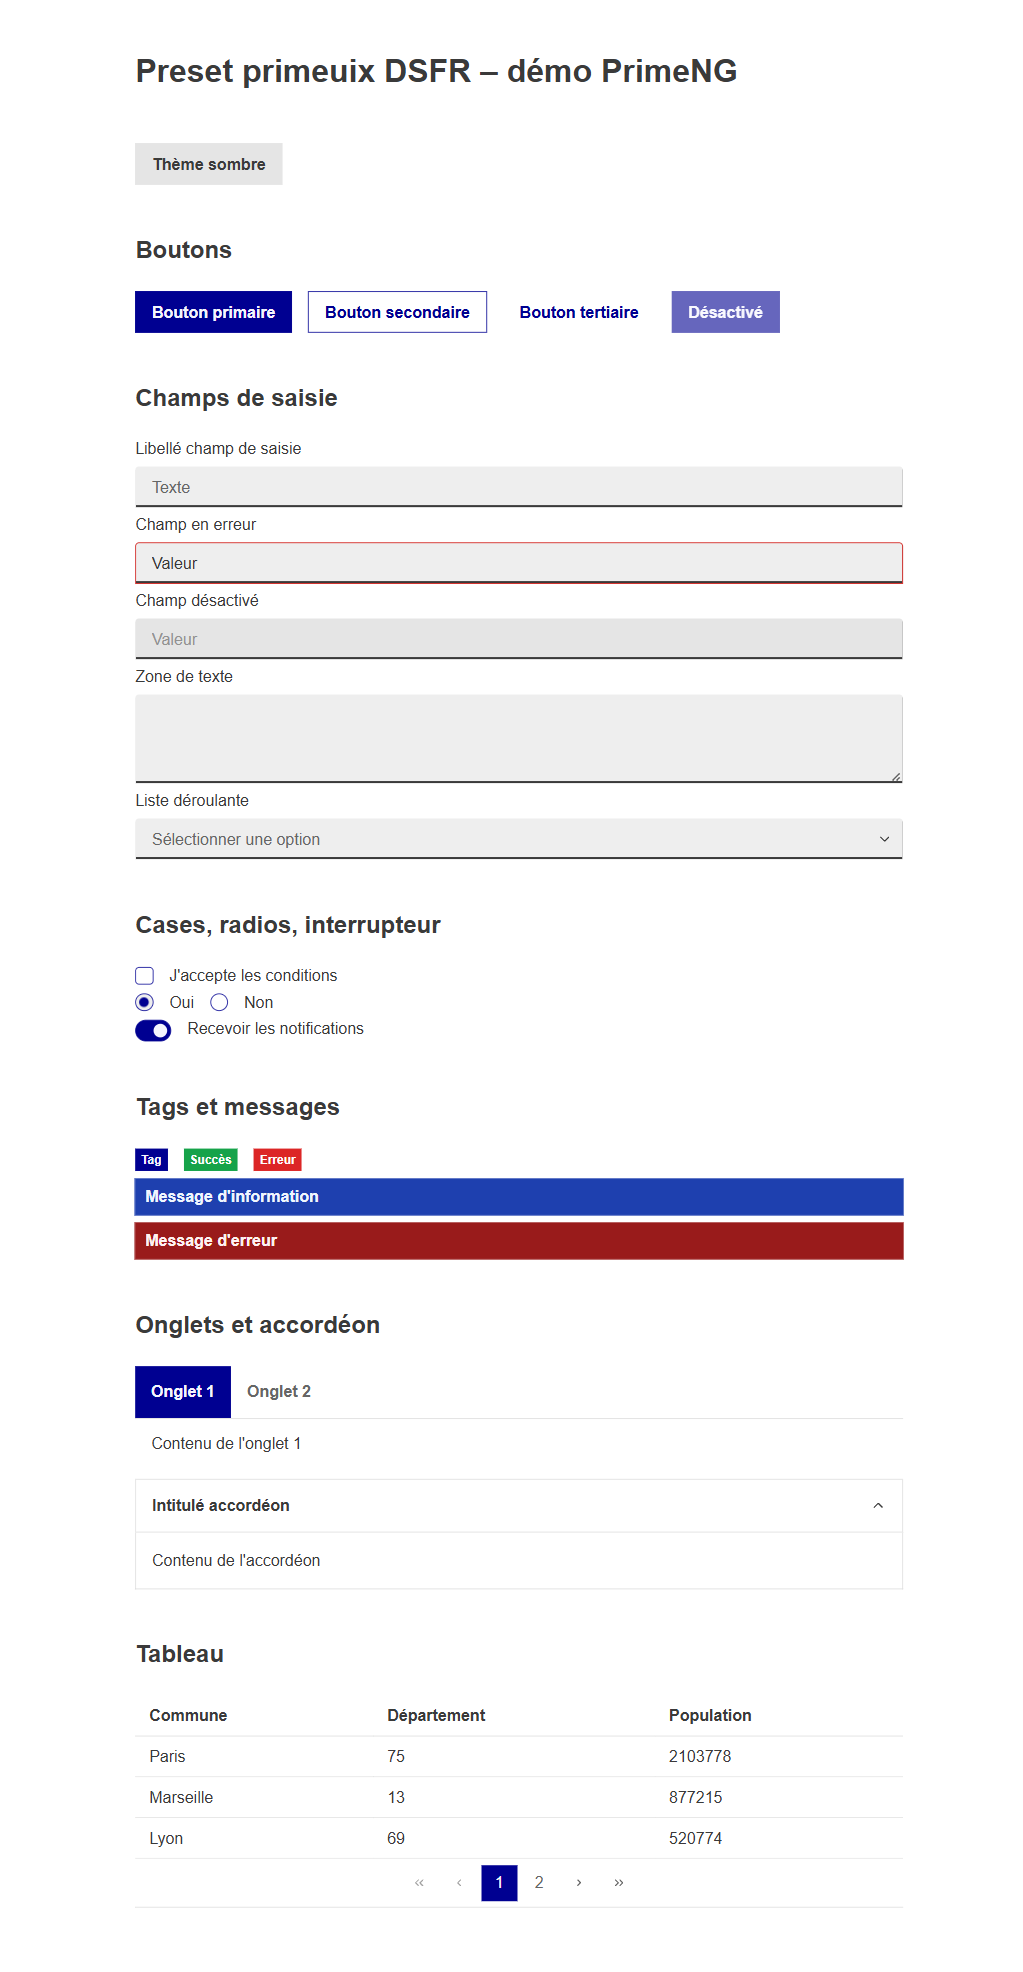 Preset primeuix DSFR – démo PrimeNG
Thème sombre
Boutons
Bouton primaire Bouton secondaire Bouton tertiaire Désactivé
Champs de saisie
Libellé champ de saisie
Texte
Champ en erreur
Valeur
Champ désactivé
Valeur
Zone de texte
Liste déroulante
Sélectionner une option
Cases, radios, interrupteur
J'accepte les conditions
Oui Non
Recevoir les notifications
Tags et messages
Tag Succès Erreur
Message d'information
Message d'erreur
Onglets et accordéon
Onglet 1 Onglet 2
Contenu de l'onglet 1
Intitulé accordéon
Contenu de l'accordéon
Tableau
Commune Département Population
Paris 75 2103778
Marseille 13 877215
Lyon 69 520774
« ‹ 1 2 › »